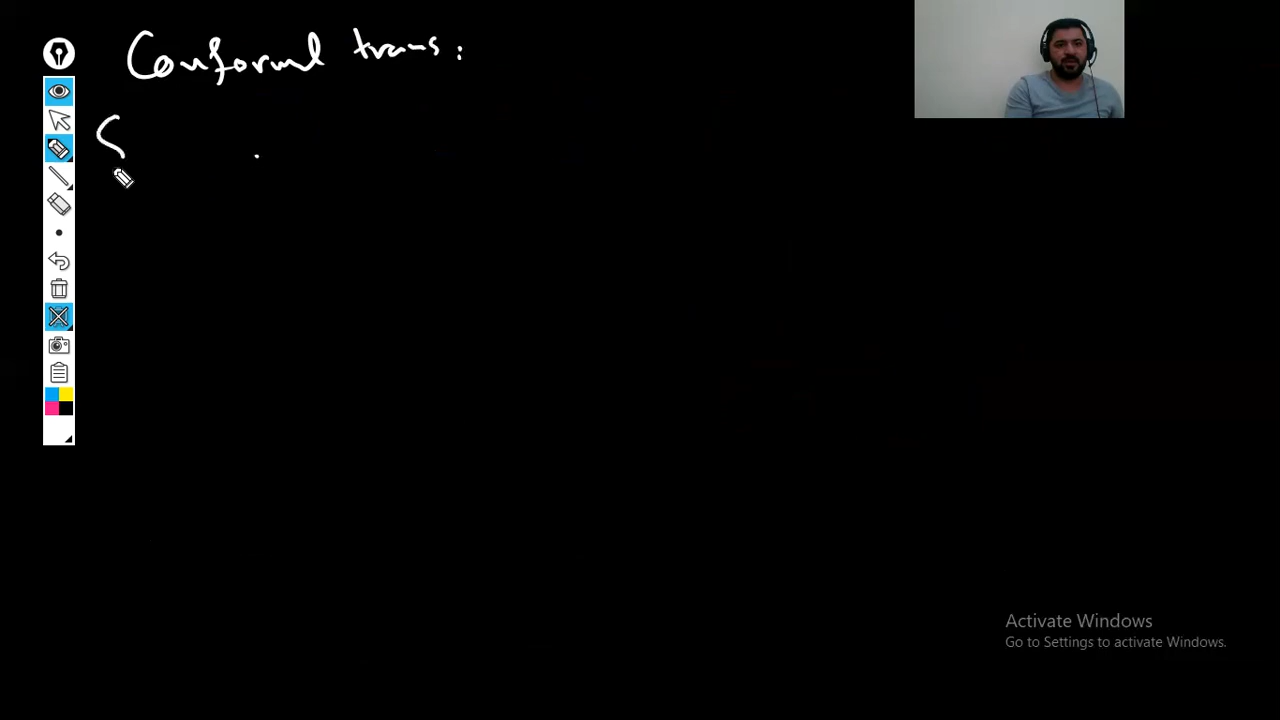 Conformal trans:
S
Activate Windows
Go to Settings to activate Windows.